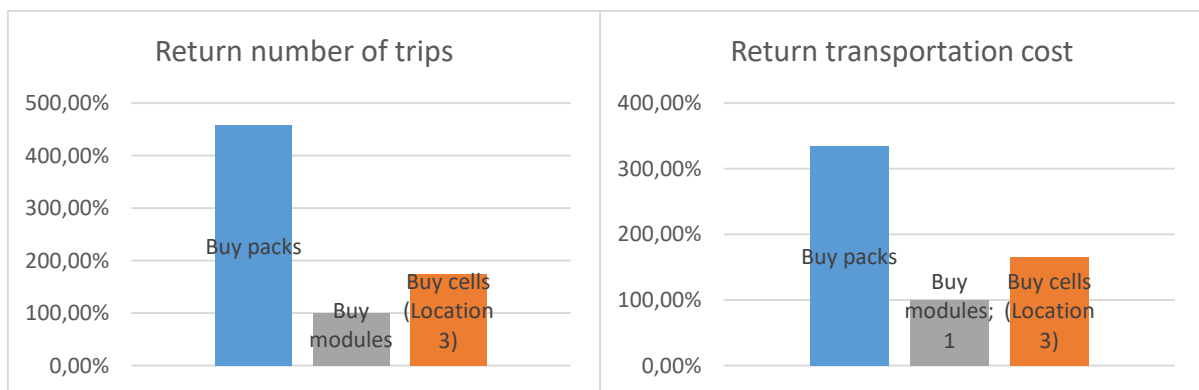 Return number of trips
500,00%
400,00%
300,00%
200,00%
100,00%
0,00%
Buy packs
Buy
modules
Buy cells
(Location
3)
Return transportation cost
400,00%
300,00%
200,00%
100,00%
0,00%
Buy packs
Buy
modules;
1
Buy cells
(Location
3)